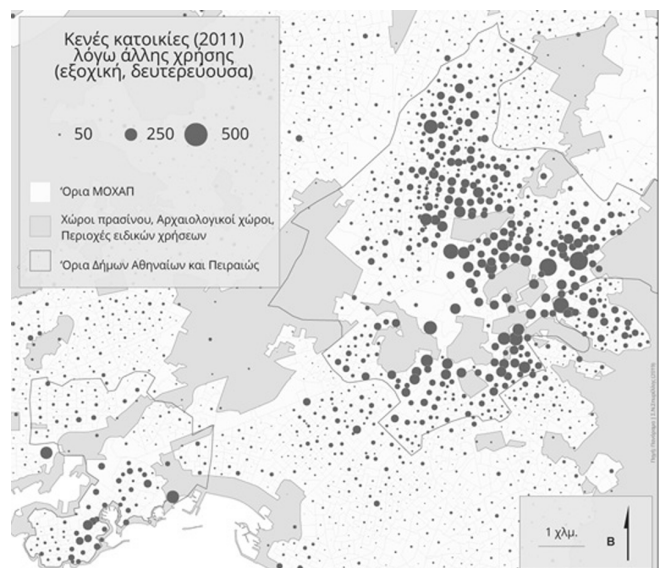 Κενές κατοικίες (2011)
λόγω άλλης χρήσης
(εξοχική, δευτερεύουσα)
50 250 500
Όρια ΜΟΧΑΠ
Χώροι πρασίνου, Αρχαιολογικοί χώροι,
Περιοχές ειδικών χρήσεων
Όρια Δήμων Αθηναίων και Πειραιώς
1 χλμ.
Β